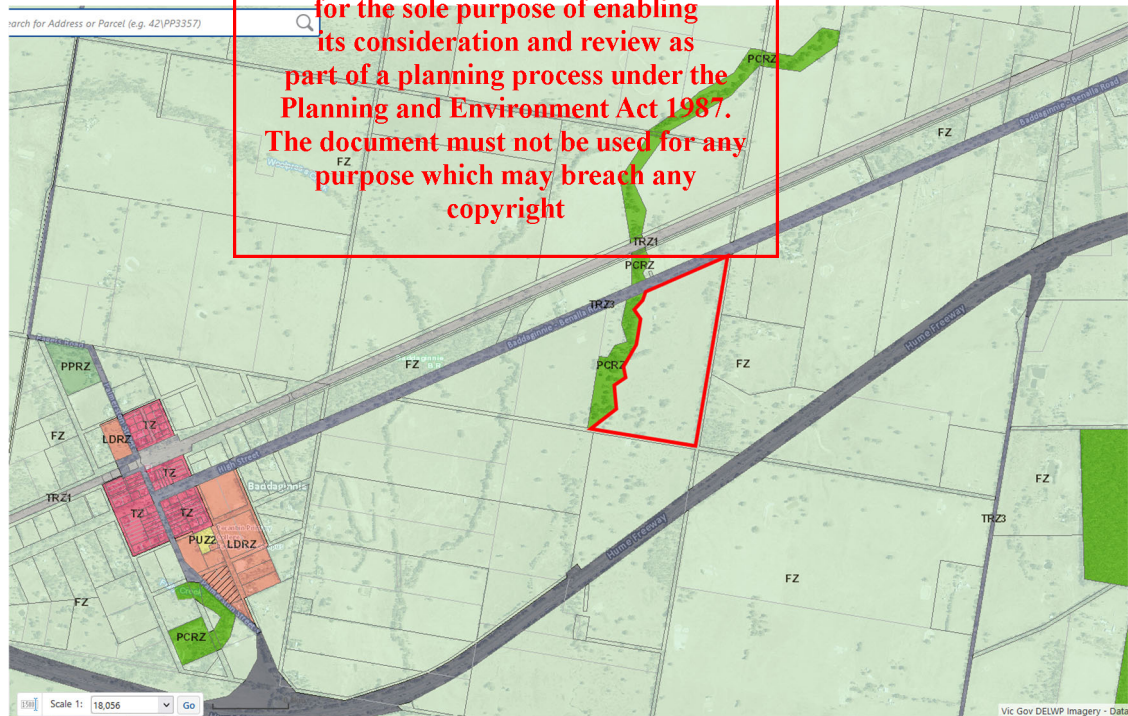 earch for Address or Parcel (e.g. 42\PP3357)
for the sole purpose of enabling
its consideration and review as
part of a planning process under the
Planning and Environment Act 1987.
The document must not be used for any
purpose which may breach any
copyright
PCRZ
Baddaginnie - Benalla Road
FZ
FZ
TRZ1
PCRZ
TRZ3
Baddaginnie - Benalla Road
Hume Freeway
PPRZ
FZ
PCRZ
FZ
TZ
FZ
LDRZ
TZ
High Street
TRZ1
Baddaginnie
FZ
TZ
TZ
TRZ3
PUZ2
LDRZ
Hume Freeway
FZ
FZ
PCRZ
Scale 1:
18,056
Go
Vic Gov DELWP Imagery - Data